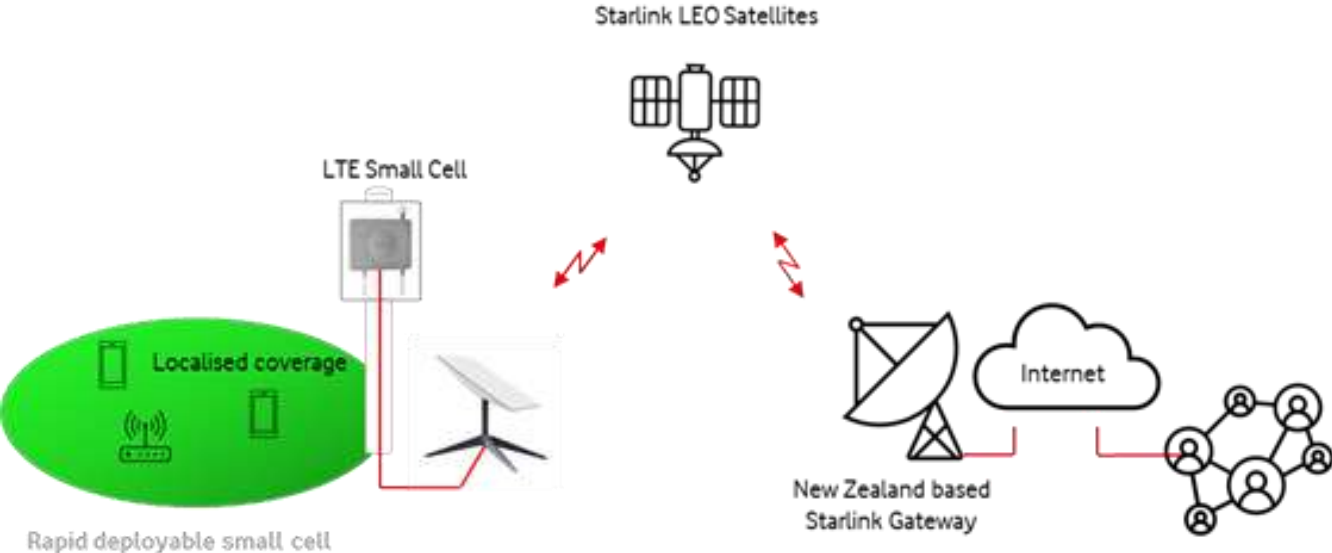 Starlink LEO Satellites
LTE Small Cell
Localised coverage
Internet
New Zealand based
Starlink Gateway
Rapid deployable small cell